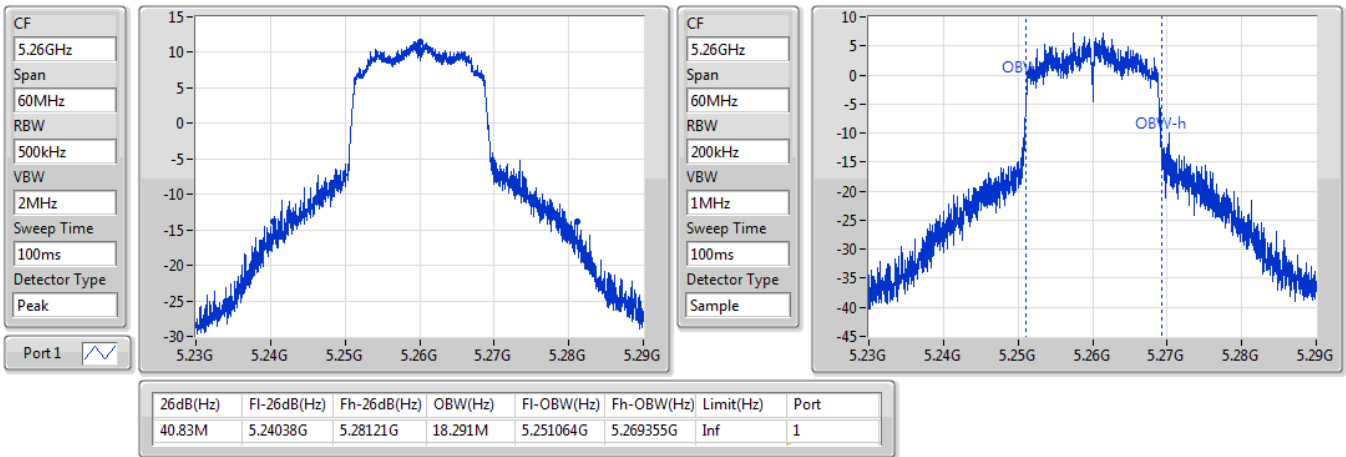 CF
5.26GHz
Span
60MHz
RBW
500kHz
VBW
2MHz
Sweep Time
100ms
Detector Type
Peak
Port 1
15
10
5
0
-5
-10
-15
-20
-25
-30
5.23G 5.24G 5.25G 5.26G 5.27G 5.28G 5.29G
CF
5.26GHz
Span
60MHz
RBW
200kHz
VBW
1MHz
Sweep Time
100ms
Detector Type
Sample
10
5
0
-5
-10
-15
-20
-25
-30
-35
-40
-45
OBW-h
5.23G 5.24G 5.25G 5.26G 5.27G 5.28G 5.29G
26dB(Hz) Fl-26dB(Hz) Fh-26dB(Hz) OBW(Hz) Fl-OBW(Hz) Fh-OBW(Hz) Limit(Hz) Port
40.83M 5.24038G 5.28121G 18.291M 5.251064G 5.269355G Inf 1